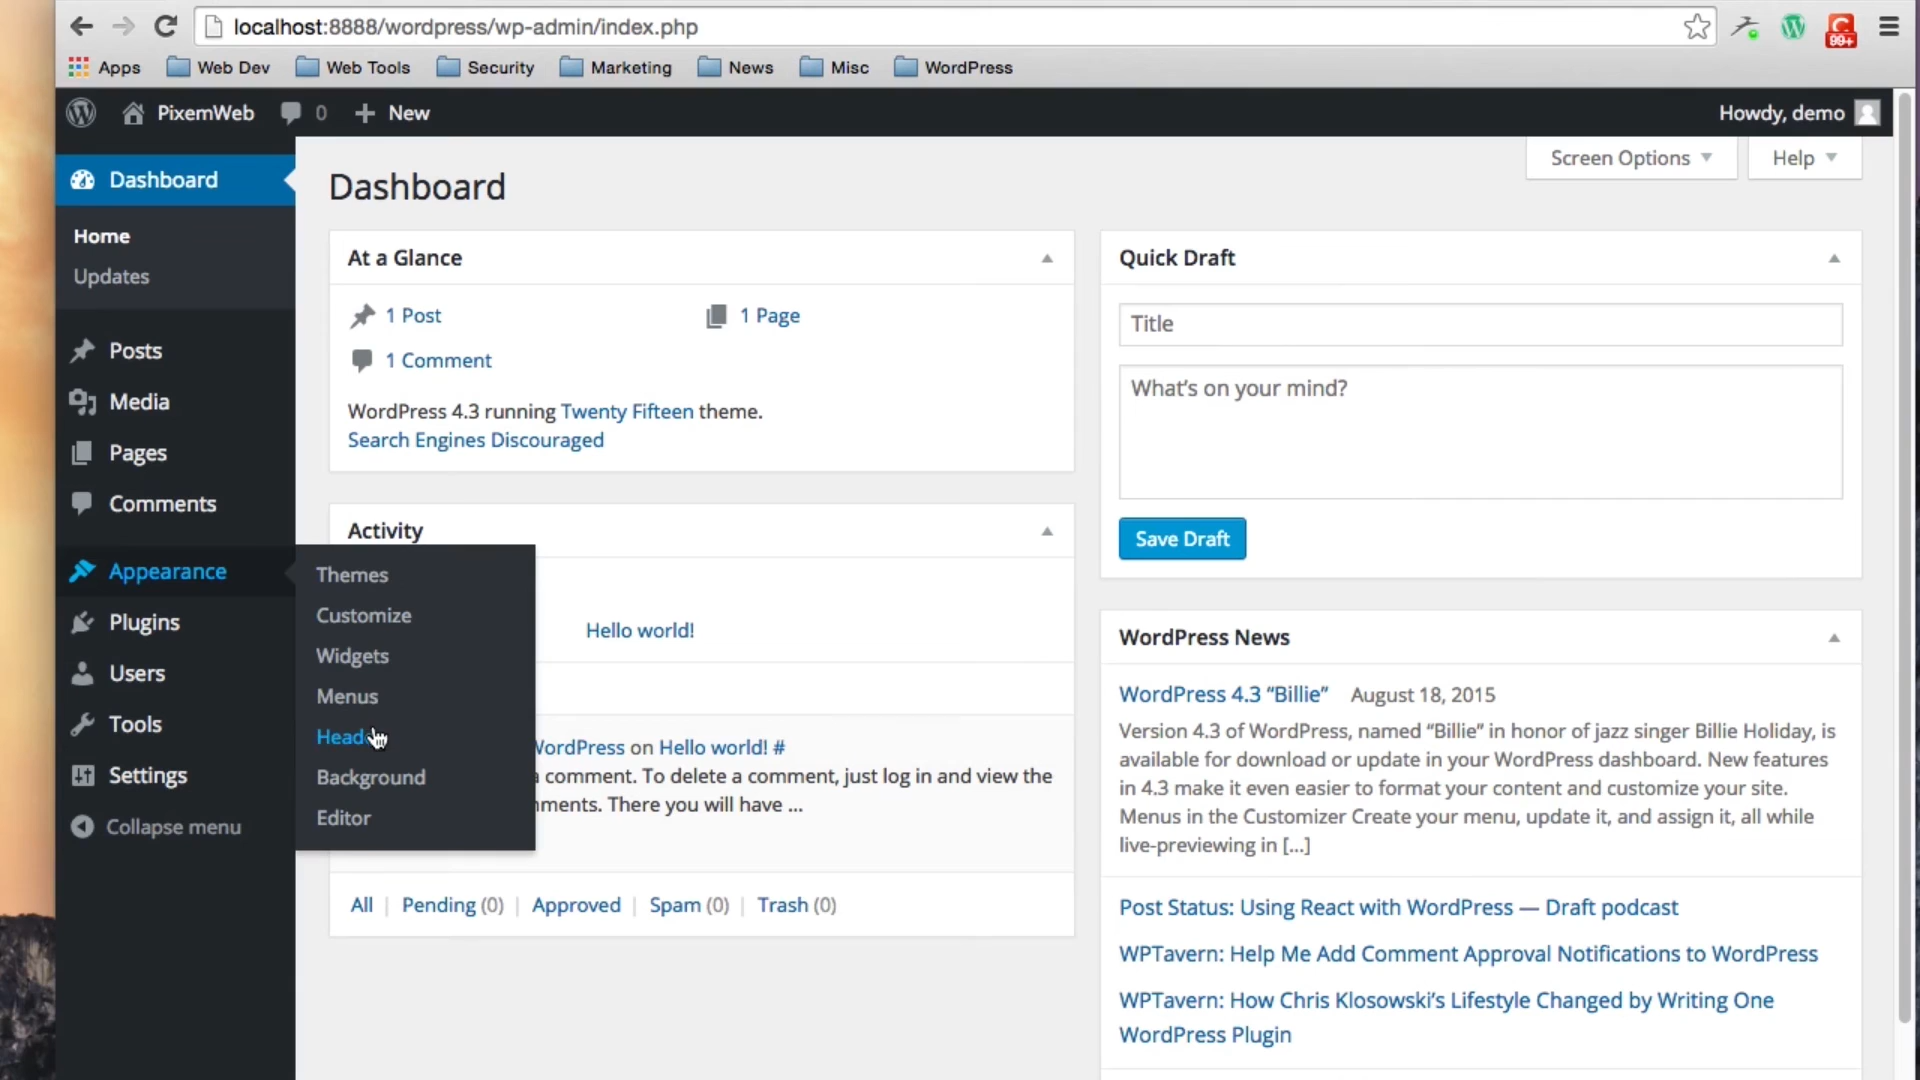 localhost:8888/wordpress/wp-admin/index.php
99+
Apps Web Dev Web Tools Security Marketing News Misc WordPress
PixemWeb 0 New Howdy, demo
Screen Options Help
Dashboard
Home
Updates
Posts
Media
Pages
Comments
Appearance
Plugins
Users
Tools
Settings
Collapse menu
Themes
Customize
Widgets
Menus
Head
Background
Editor
Dashboard
At a Glance
1 Post 1 Page
1 Comment
WordPress 4.3 running Twenty Fifteen theme.
Search Engines Discouraged
Activity
Hello world!
WordPress on Hello world! #
a comment. To delete a comment, just log in and view the
ments. There you will have ...
All | Pending (0) | Approved | Spam (0) | Trash (0)
Quick Draft
Title
What's on your mind?
Save Draft
WordPress News
WordPress 4.3 “Billie” August 18, 2015
Version 4.3 of WordPress, named “Billie” in honor of jazz singer Billie Holiday, is
available for download or update in your WordPress dashboard. New features
in 4.3 make it even easier to format your content and customize your site.
Menus in the Customizer Create your menu, update it, and assign it, all while
live-previewing in [...]
Post Status: Using React with WordPress — Draft podcast
WPTavern: Help Me Add Comment Approval Notifications to WordPress
WPTavern: How Chris Klosowski’s Lifestyle Changed by Writing One
WordPress Plugin